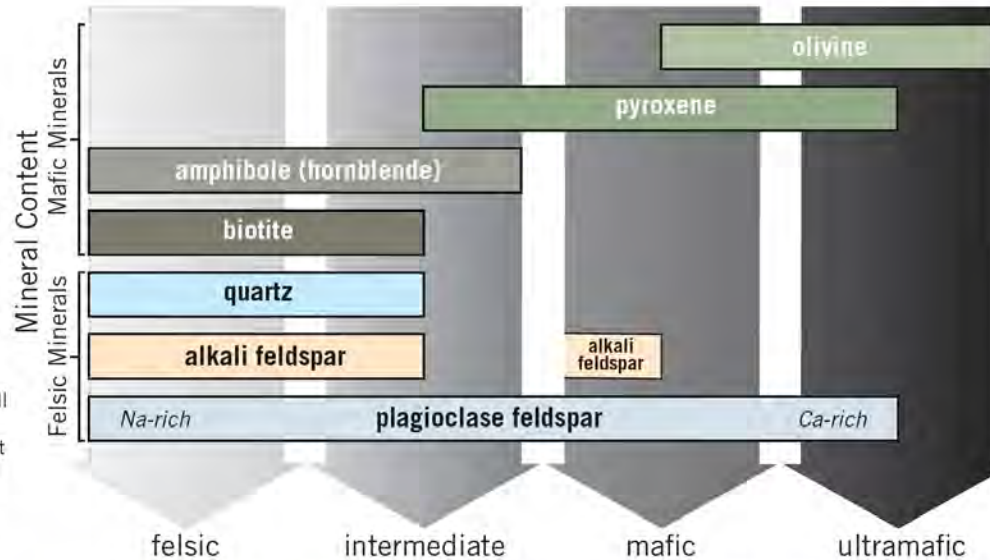 Mineral Content
Mafic Minerals
olivine
pyroxene
amphibole (hornblende)
biotite
Felsic Minerals
quartz
alkali feldspar
alkali
feldspar
Na-rich
plagioclase feldspar
Ca-rich
felsic
intermediate
mafic
ultramafic